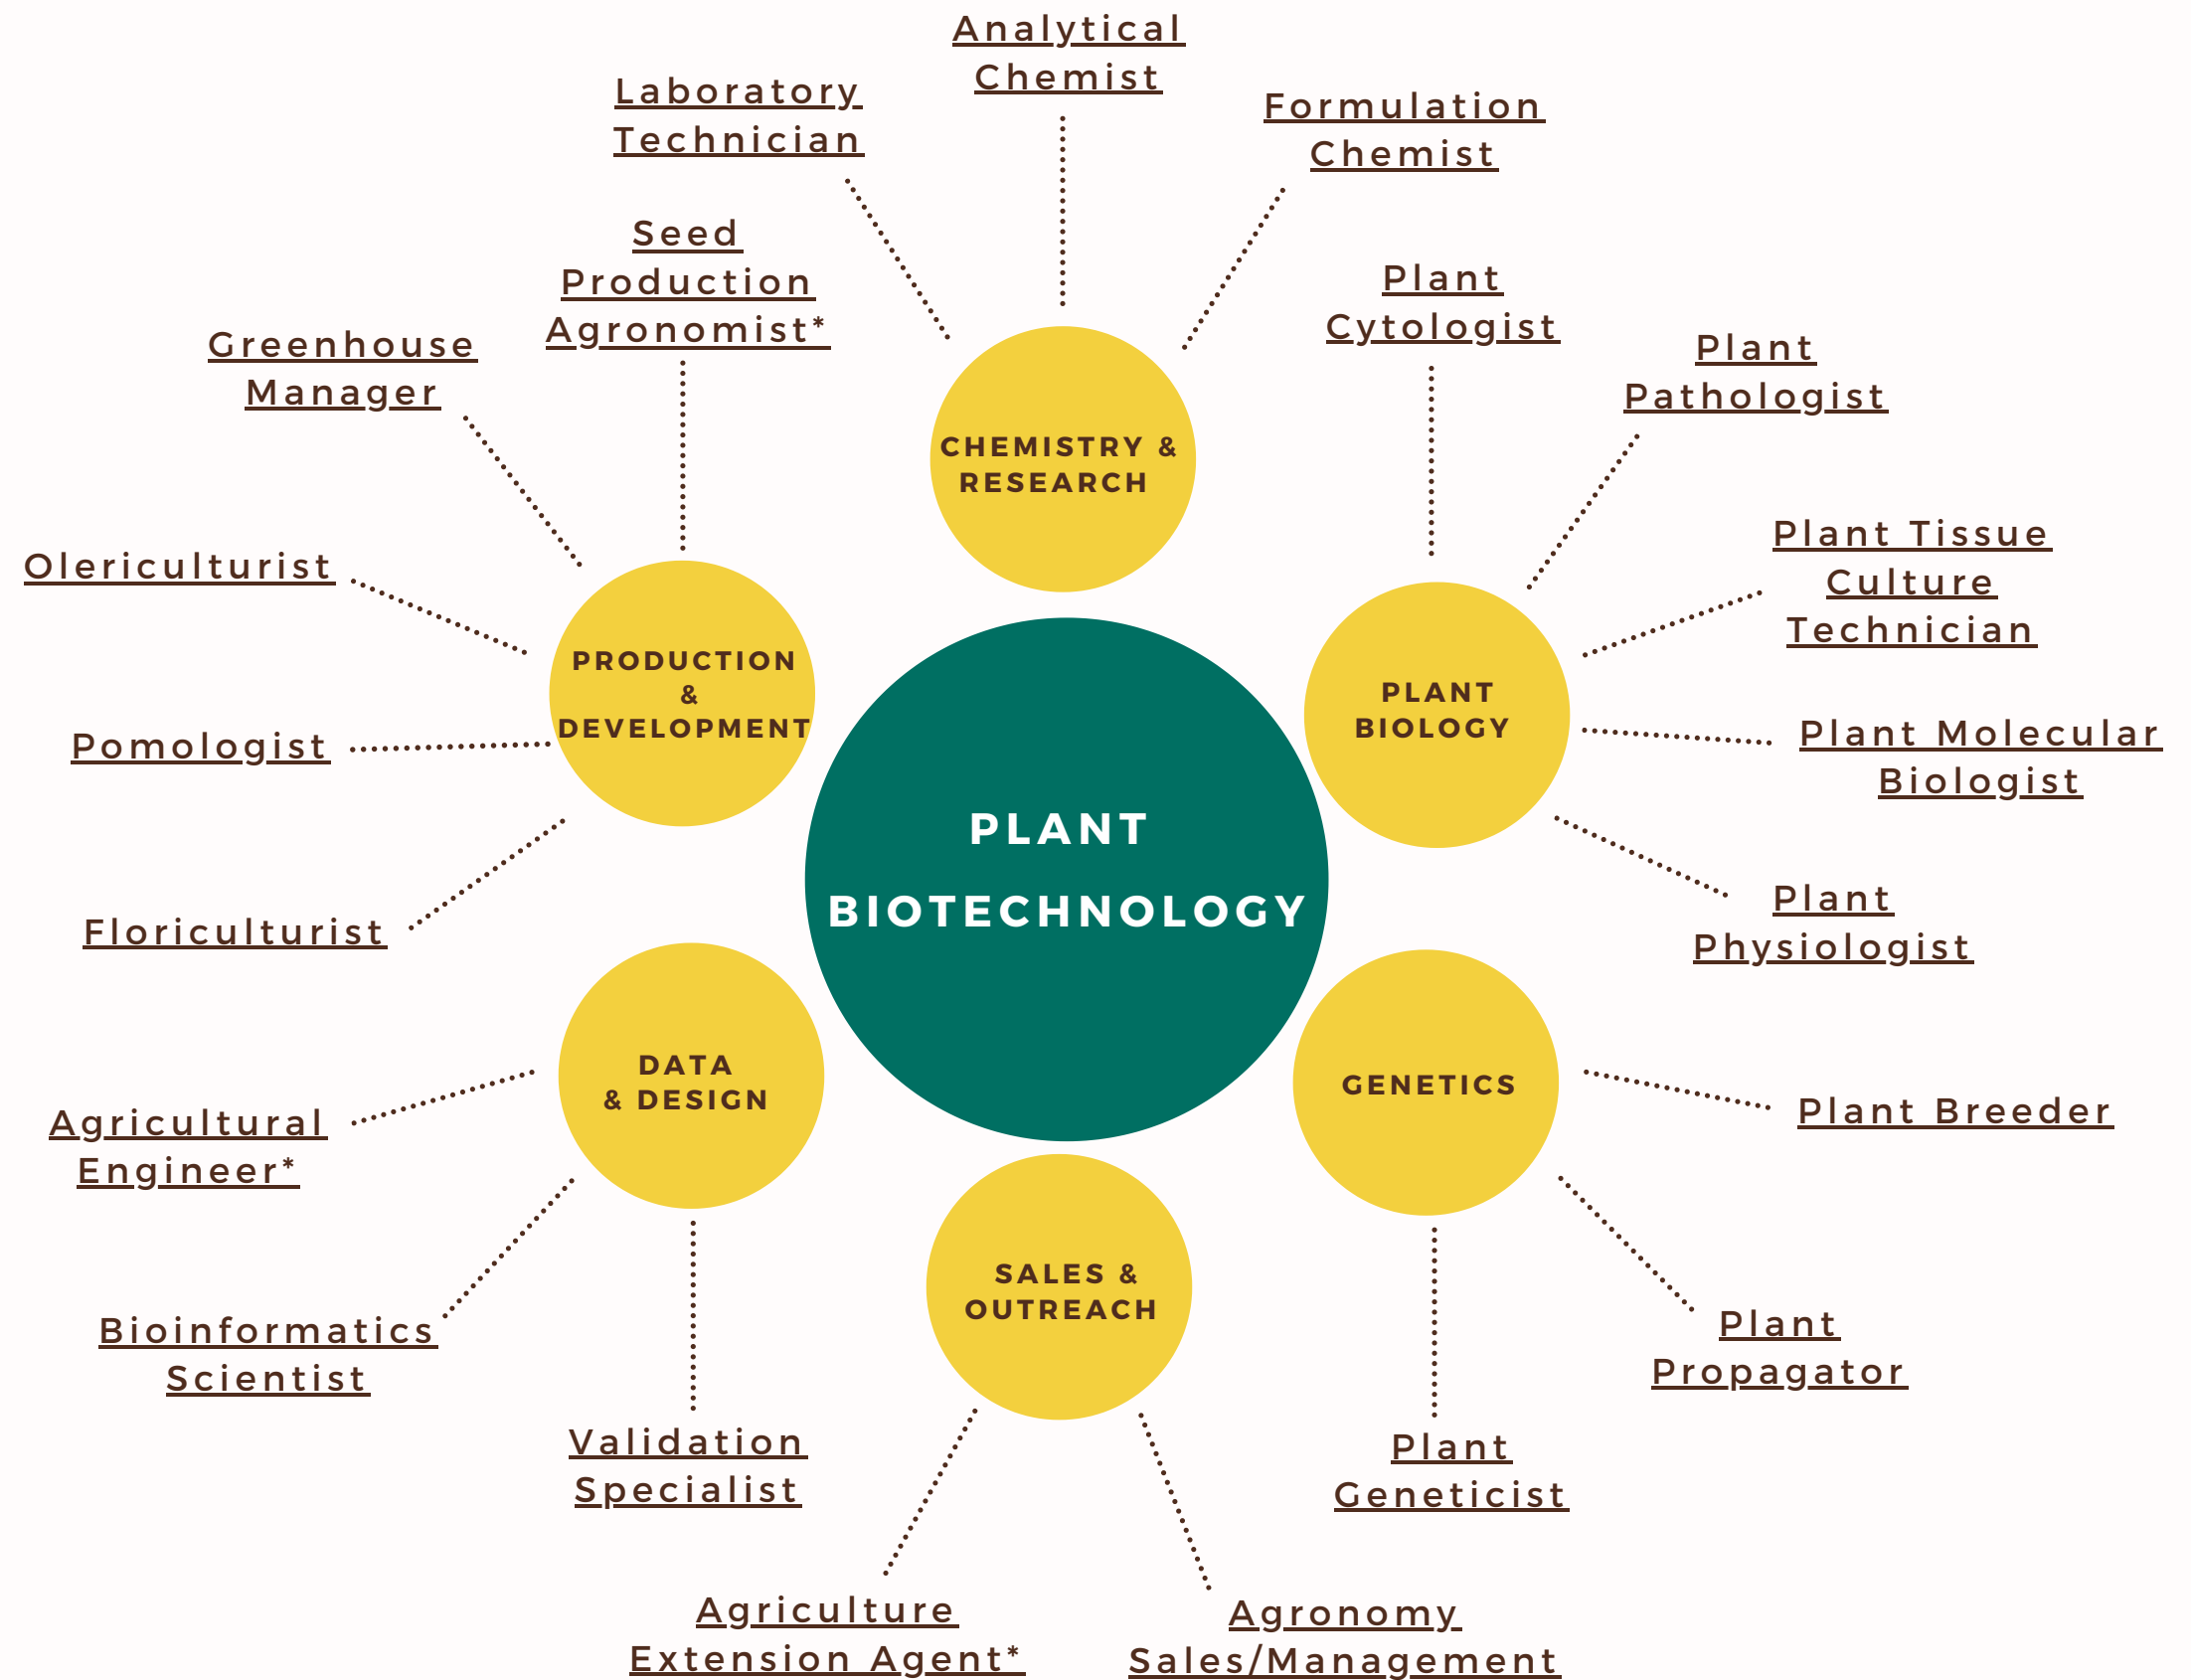 Analytical
Chemist
Laboratory
Technician
Formulation
Chemist
Seed
Production
Agronomist*
Greenhouse
Manager
Plant
Cytologist
Plant
Pathologist
CHEMISTRY &
RESEARCH
Olericulturist
Plant Tissue
Culture
Technician
PRODUCTION
&
DEVELOPMENT
PLANT
BIOLOGY
Pomologist
Plant Molecular
Biologist
PLANT
BIOTECHNOLOGY
Floriculturist
Plant
Physiologist
DATA
& DESIGN
GENETICS
Agricultural
Engineer*
Plant Breeder
SALES &
OUTREACH
Bioinformatics
Scientist
Plant
Propagator
Validation
Specialist
Plant
Geneticist
Agriculture
Extension Agent*
Agronomy
Sales/Management